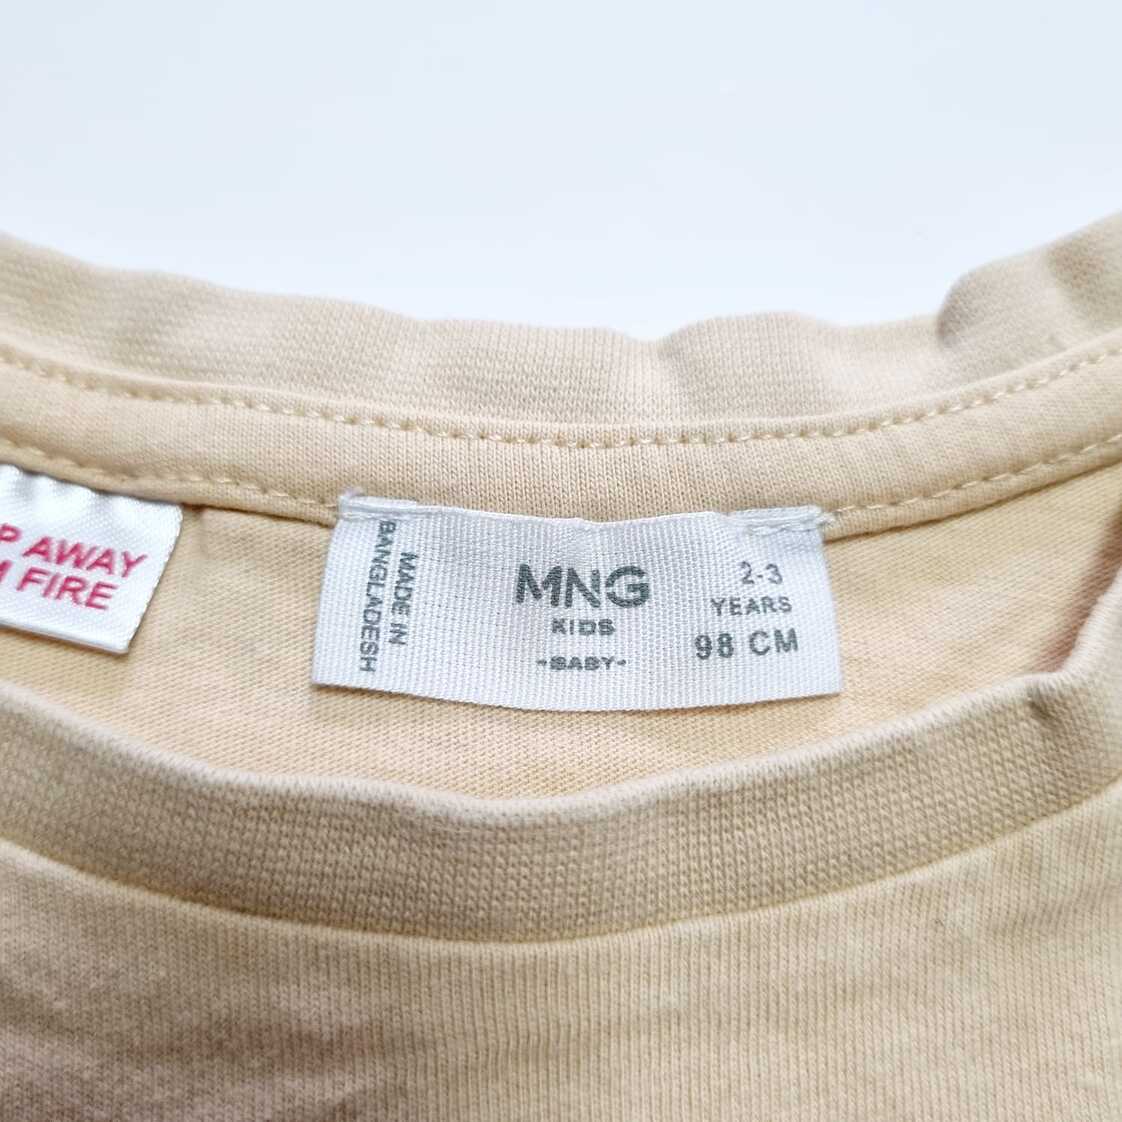 P AWAY
M FIRE
MADE IN
BANGLADESH
MNG
KIDS
-BABY-
2-3
YEARS
98 CM